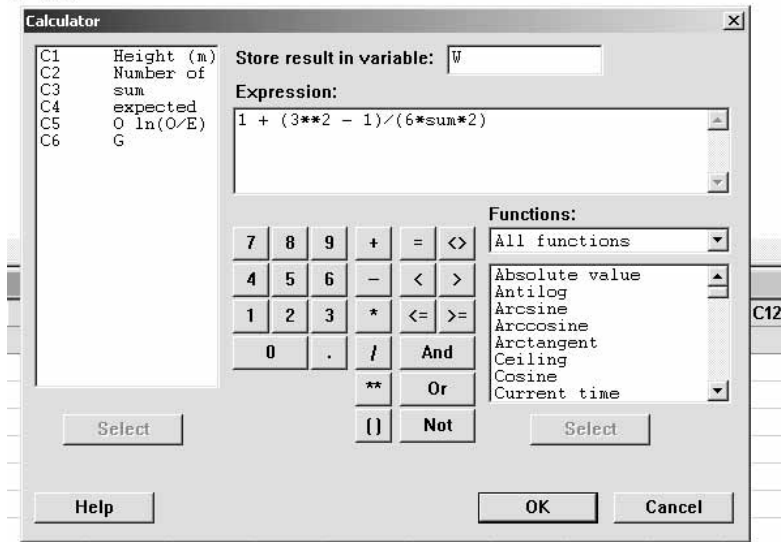 Calculator
C1 Height (m)
C2 Number of
C3 sum
C4 expected
C5 O ln(O/E)
C6 G
Store result in variable: W
Expression:
1 + (3**2 - 1)/(6*sum*2)
Functions:
All functions
Absolute value
Antilog
Arcsine
Arccosine
Arctangent
Ceiling
Cosine
Current time
7 8 9 + = <>
4 5 6 - < >
1 2 3 * <= >=
0 . / And
** Or
() Not
Select
Select
Help
OK
Cancel
C12